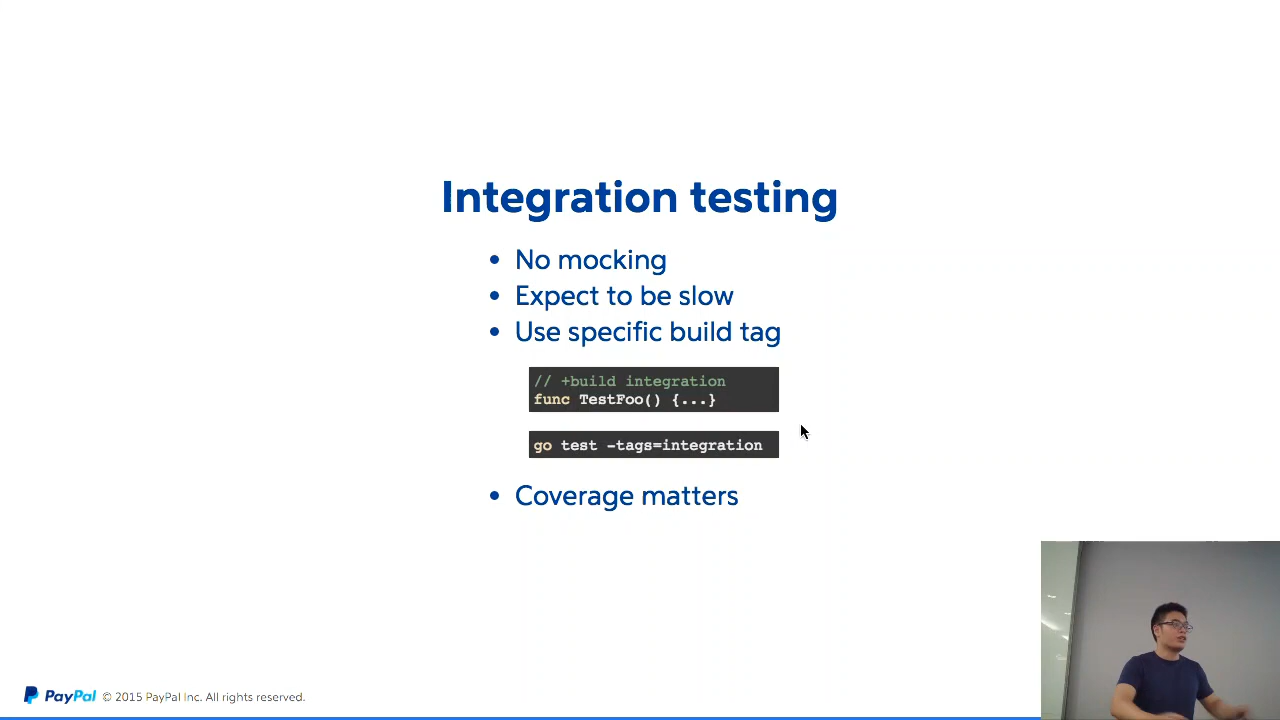 Integration testing
• No mocking
• Expect to be slow
• Use specific build tag
// +build integration
func TestFoo() {...}
go test -tags=integration
• Coverage matters
PayPal © 2015 PayPal Inc. All rights reserved.